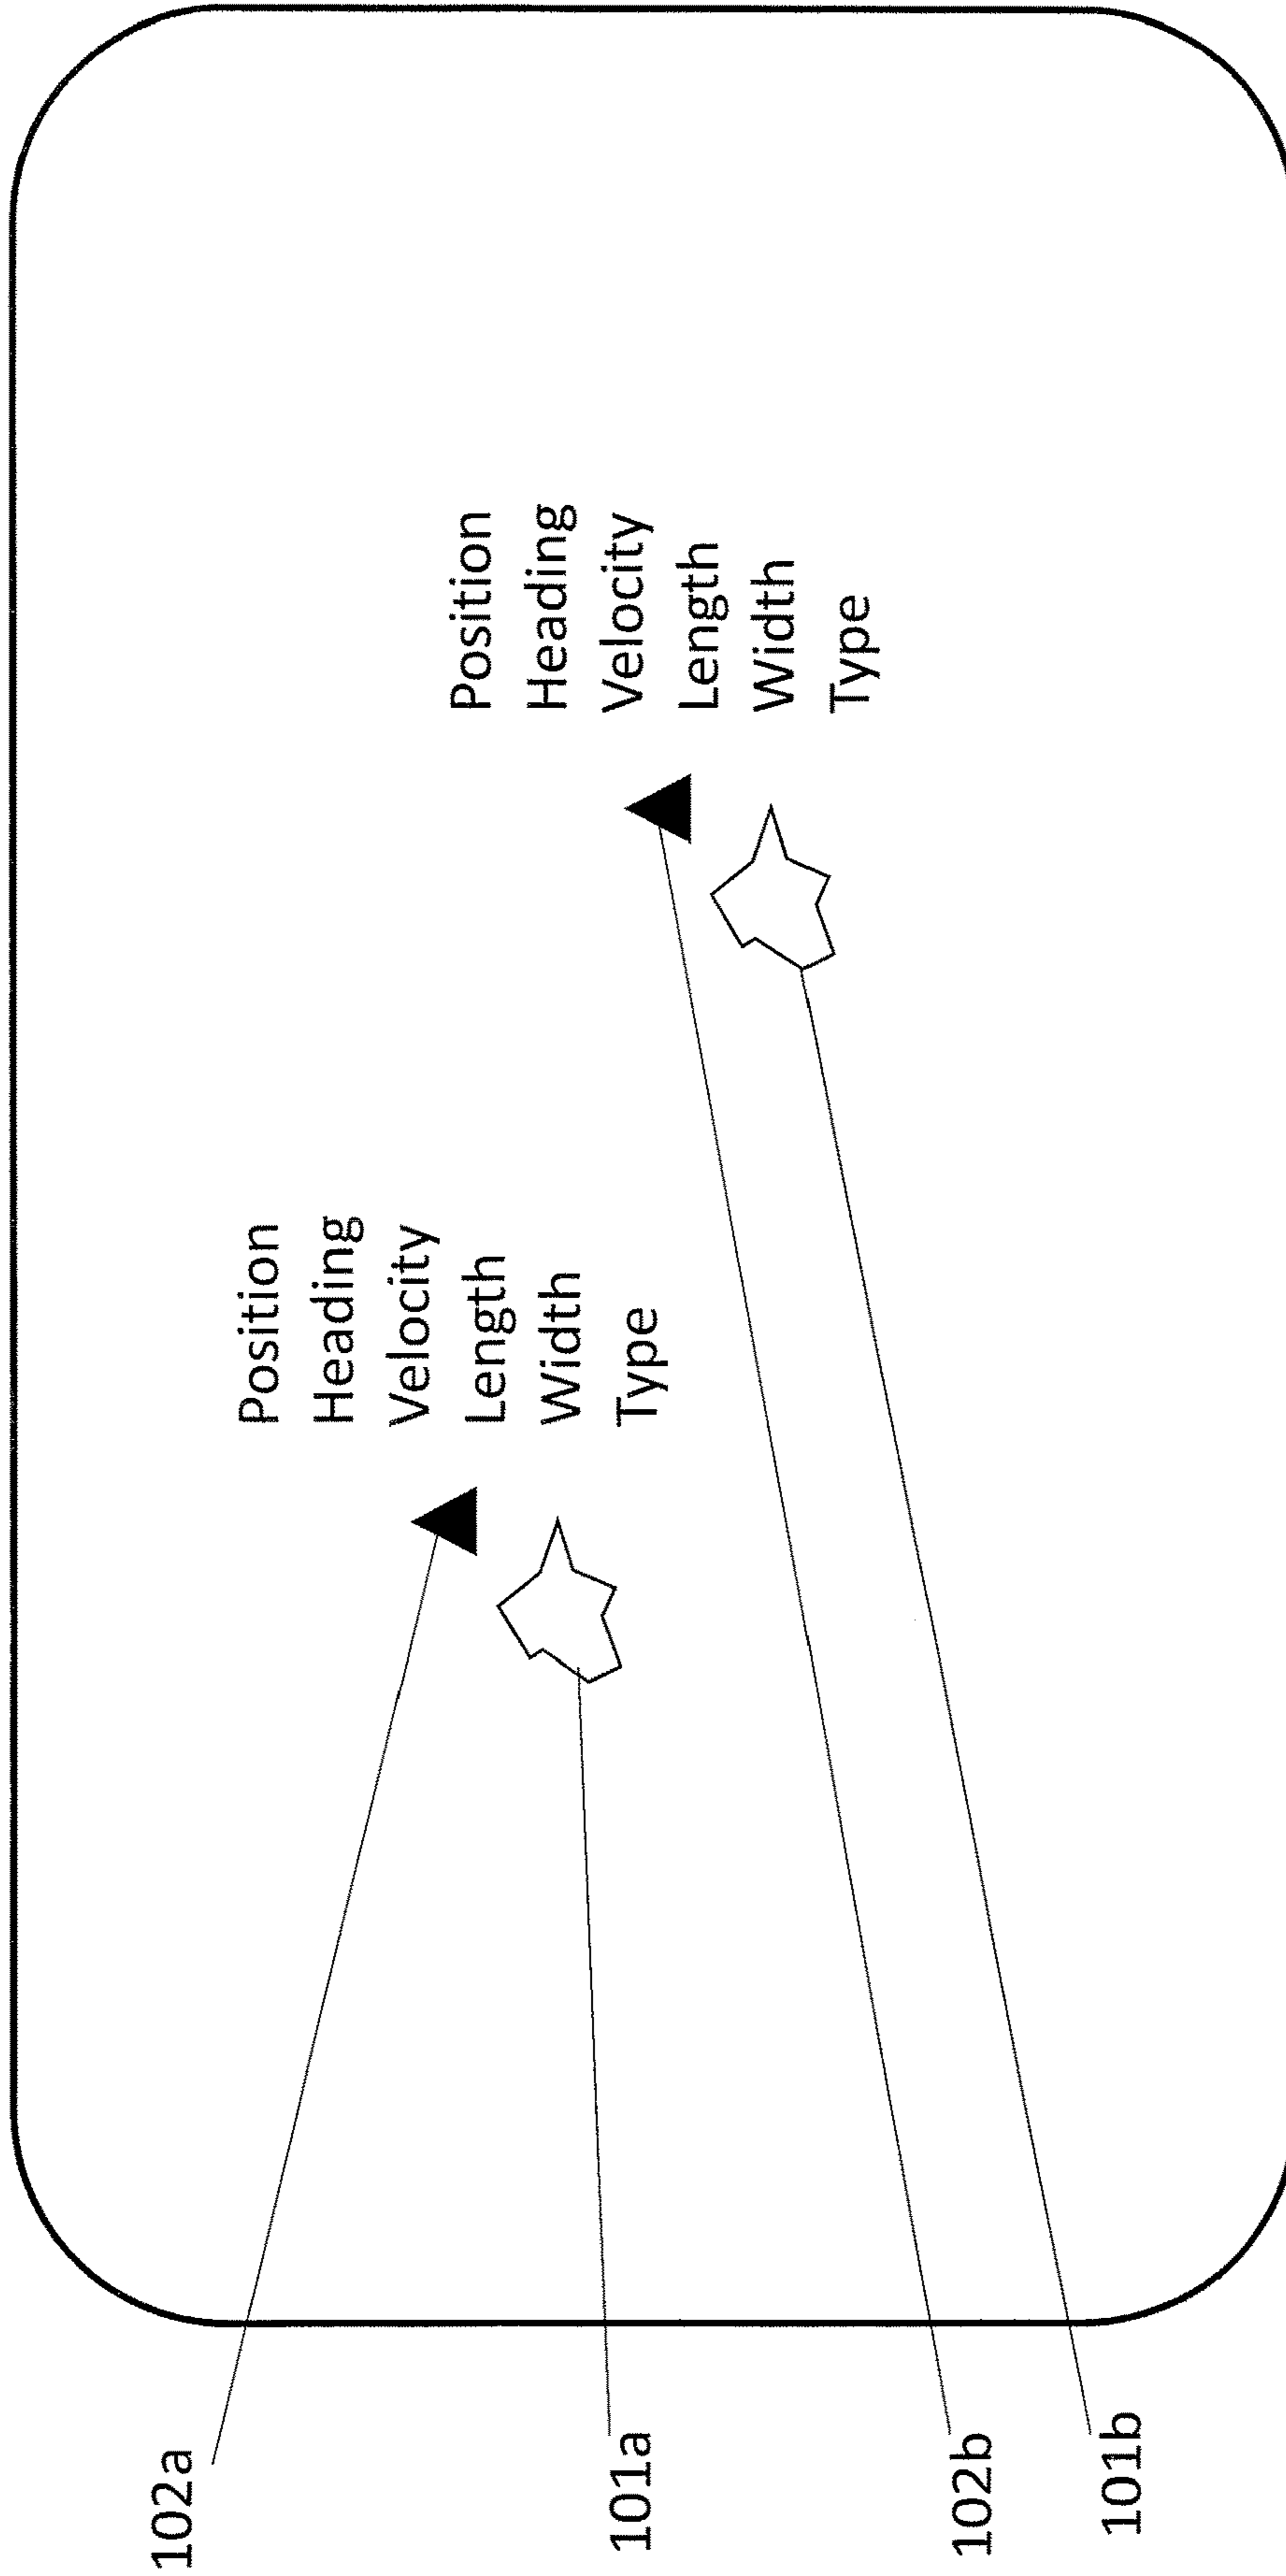 102a
Position
Heading
Velocity
Length
Width
Type
101a
Position
Heading
Velocity
Length
Width
Type
102b
101b